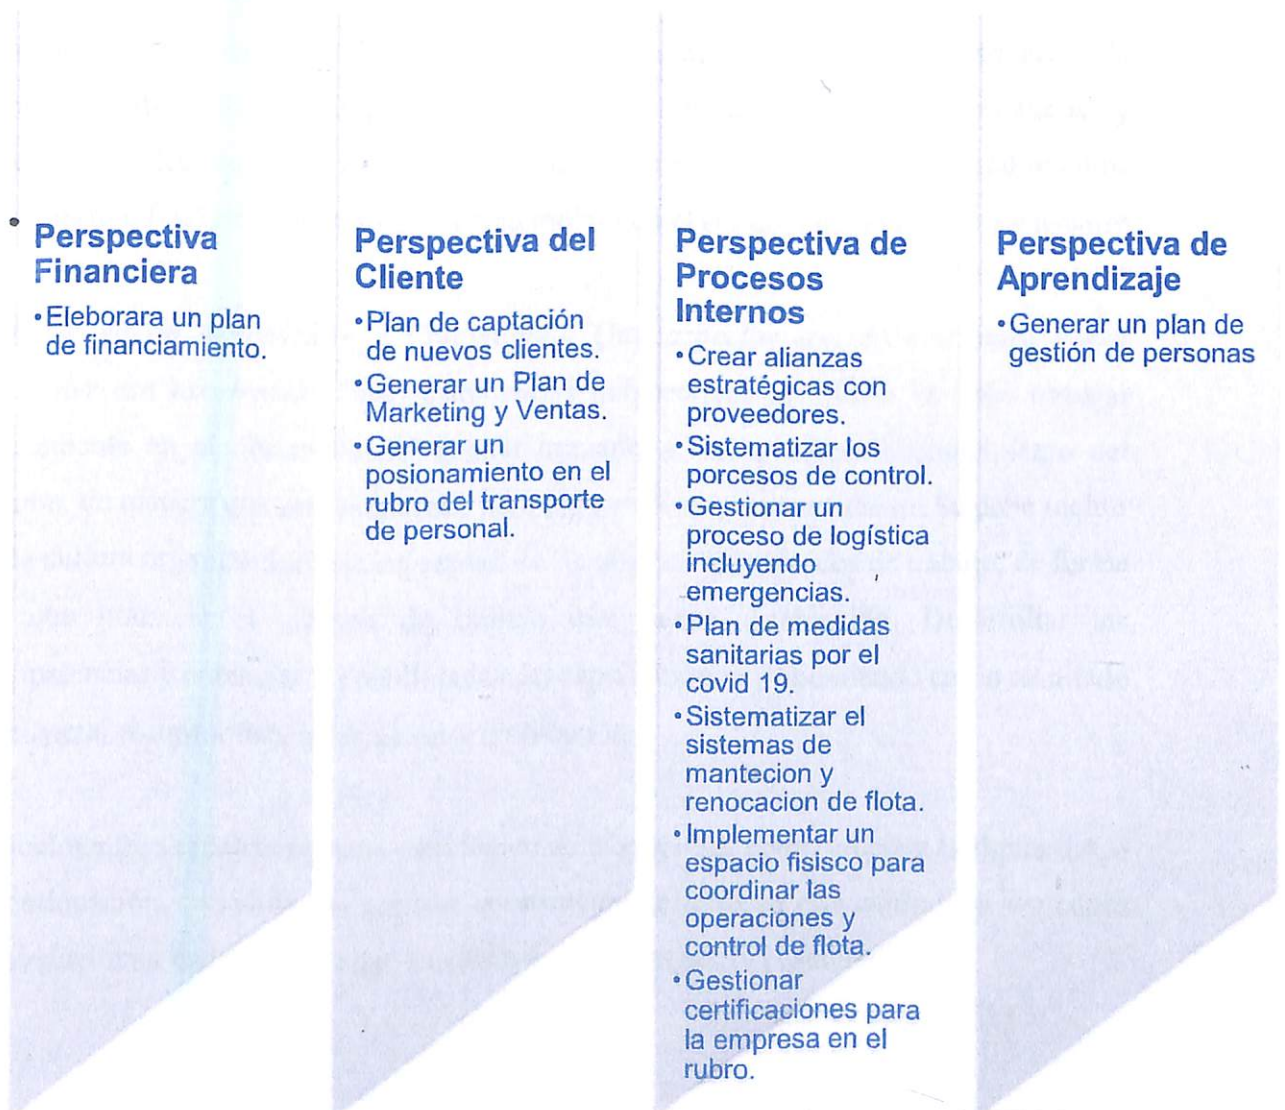 Perspectiva
Financiera
•Eleborara un plan
de financiamiento.
Perspectiva del
Cliente
•Plan de captación
de nuevos clientes.
•Generar un Plan de
Marketing y Ventas.
•Generar un
posionamiento en el
rubro del transporte
de personal.
Perspectiva de
Procesos
Internos
•Crear alianzas
estratégicas con
proveedores.
•Sistematizar los
porcesos de control.
•Gestionar un
proceso de logística
incluyendo
emergencias.
•Plan de medidas
sanitarias por el
covid 19.
•Sistematizar el
sistemas de
mantecion y
renocacion de flota.
•Implementar un
espacio fisisco para
coordinar las
operaciones y
control de flota.
•Gestionar
certificaciones para
la empresa en el
rubro.
Perspectiva de
Aprendizaje
•Generar un plan de
gestión de personas